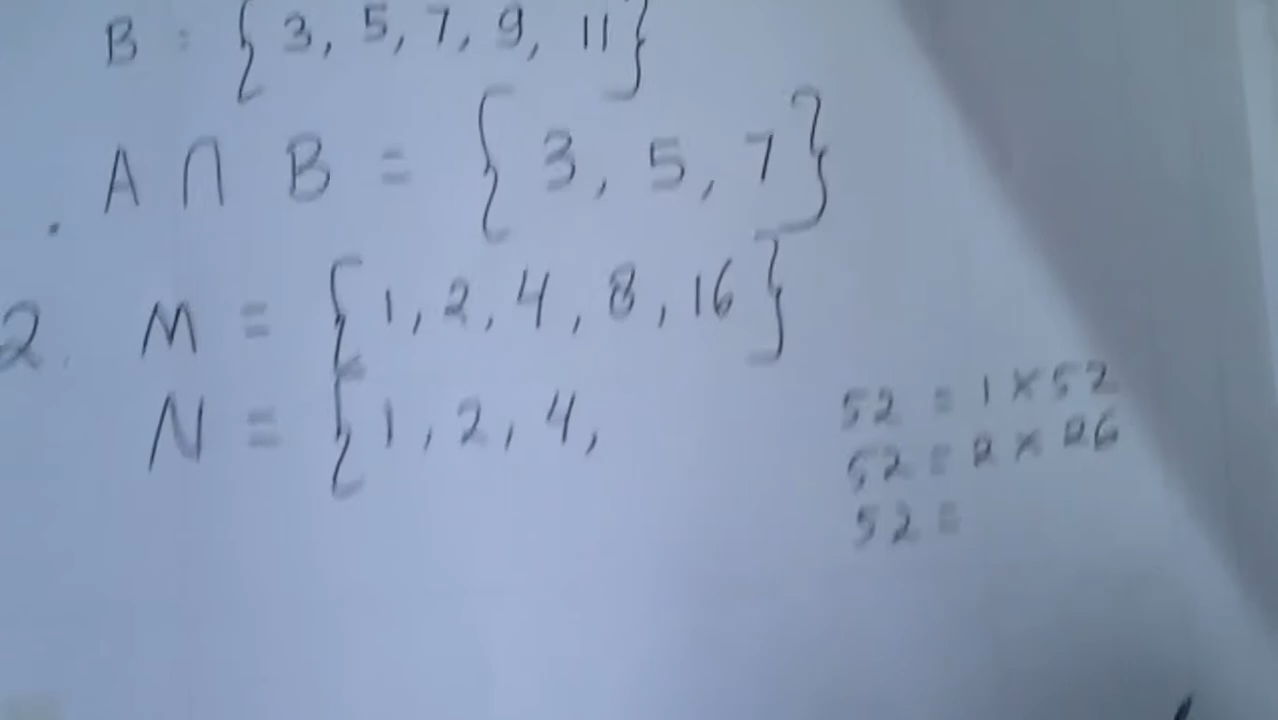 B = {3, 5, 7, 9, 11}
A ∩ B = {3, 5, 7}
2. M = {1, 2, 4, 8, 16}
N = {1, 2, 4,
52 = 1 × 52
52 = 2 × 26
52 =